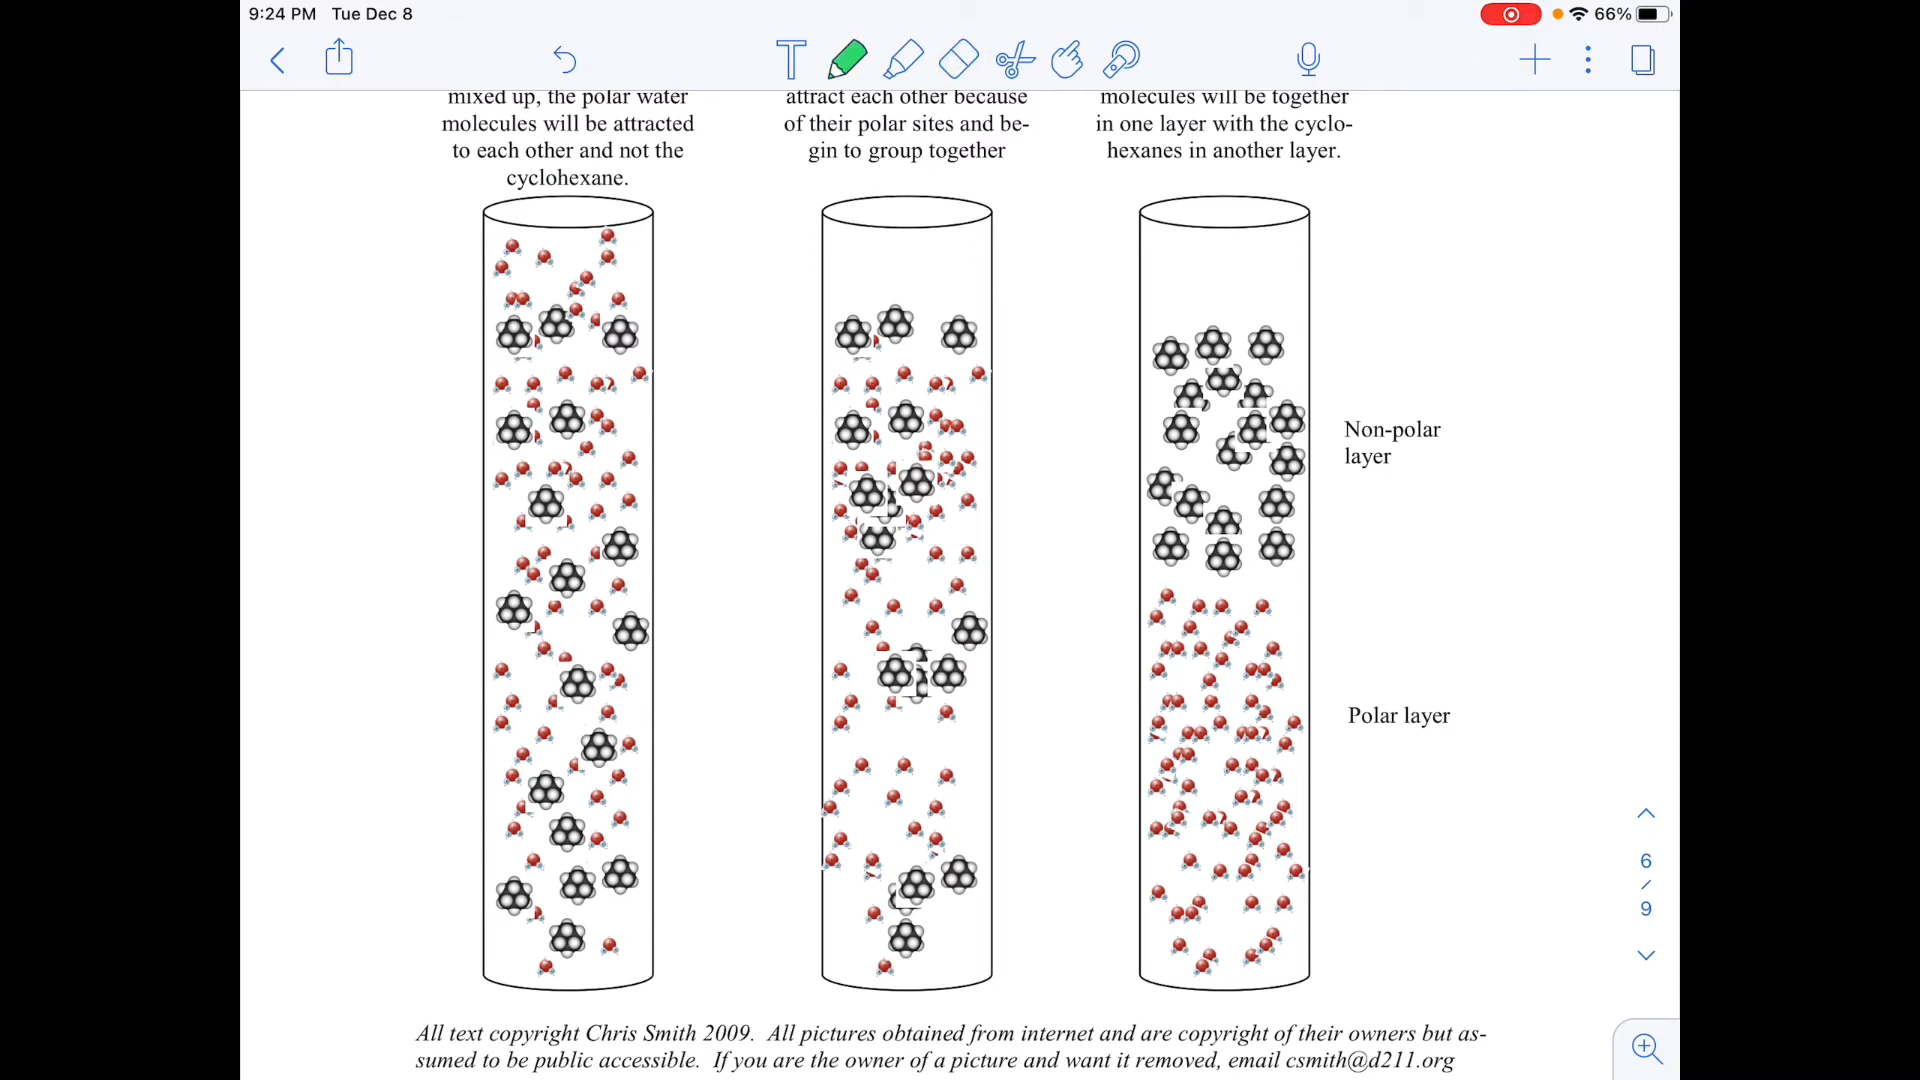 9:24 PM Tue Dec 8
66%
mixed up, the polar water
molecules will be attracted
to each other and not the
cyclohexane.
attract each other because
of their polar sites and be-
gin to group together
molecules will be together
in one layer with the cyclo-
hexanes in another layer.
Non-polar
layer
Polar layer
6
/
9
All text copyright Chris Smith 2009. All pictures obtained from internet and are copyright of their owners but as-
sumed to be public accessible. If you are the owner of a picture and want it removed, email csmith@d211.org